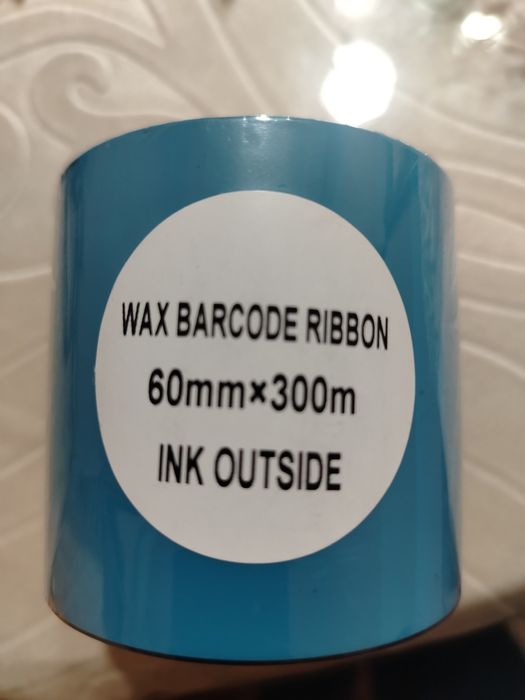 WAX BARCODE RIBBON
60mm×300m
INK OUTSIDE